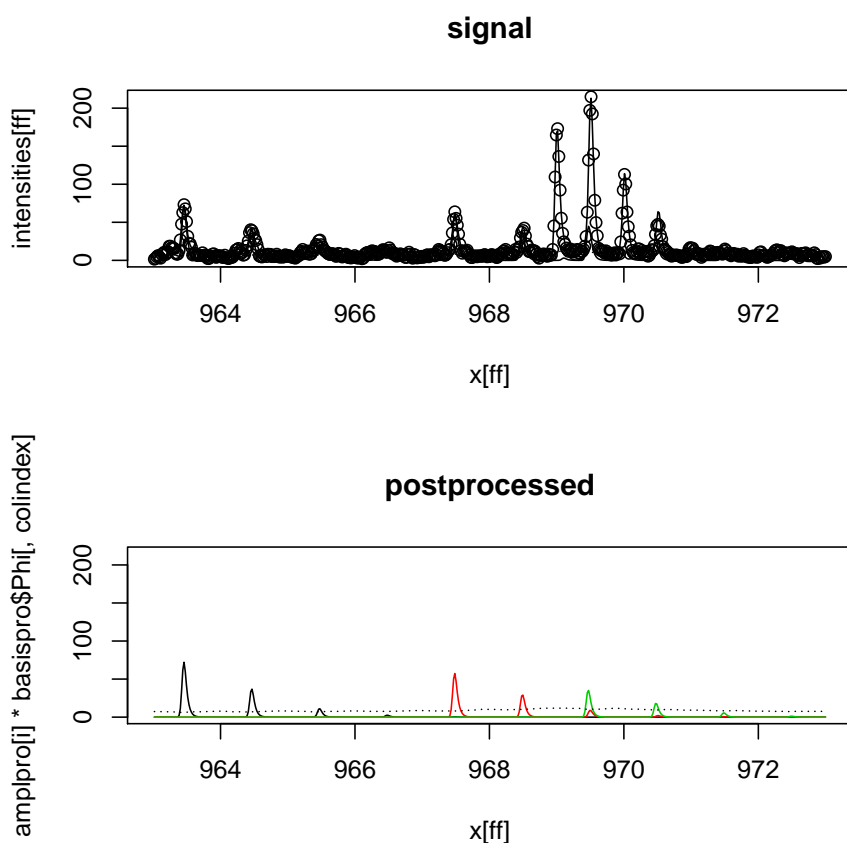 signal
intensities[ff]
0
100
200
964
966
968
970
972
x[ff]
postprocessed
amplpro[i] * basispro$Phi[, colindex]
0
100
200
964
966
968
970
972
x[ff]